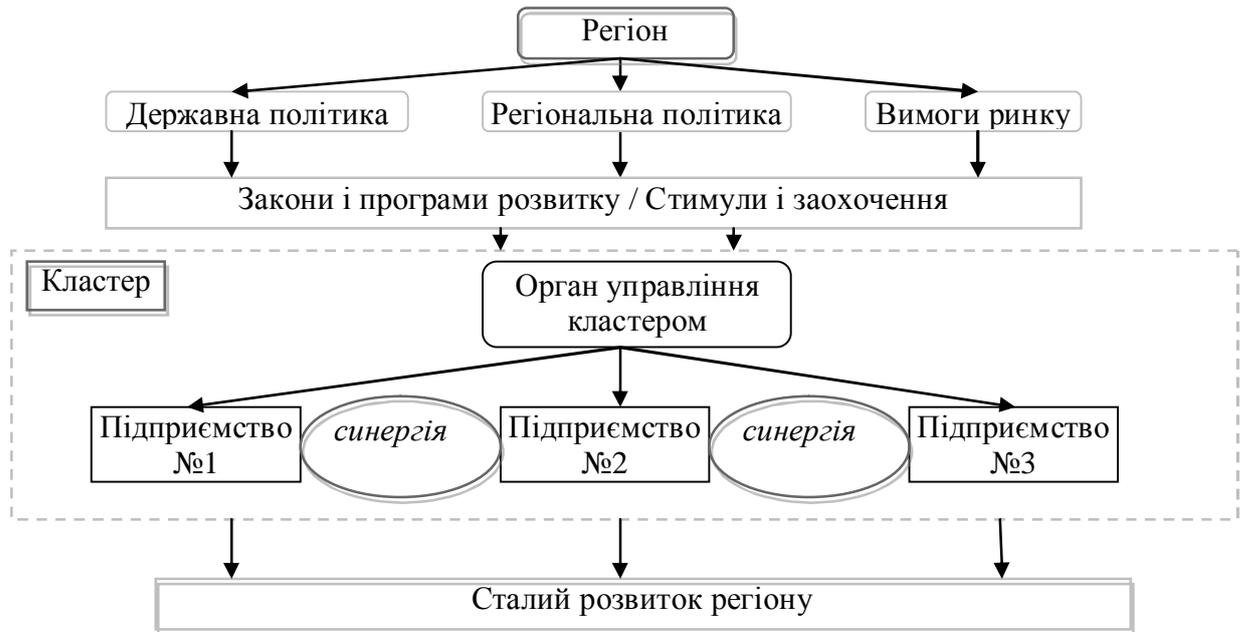 Регіон
Державна політика
Регіональна політика
Вимоги ринку
Закони і програми розвитку / Стимули і заохочення
Кластер
Орган управління
кластером
Підприємство
№1
синергія
Підприємство
№2
синергія
Підприємство
№3
Сталий розвиток регіону